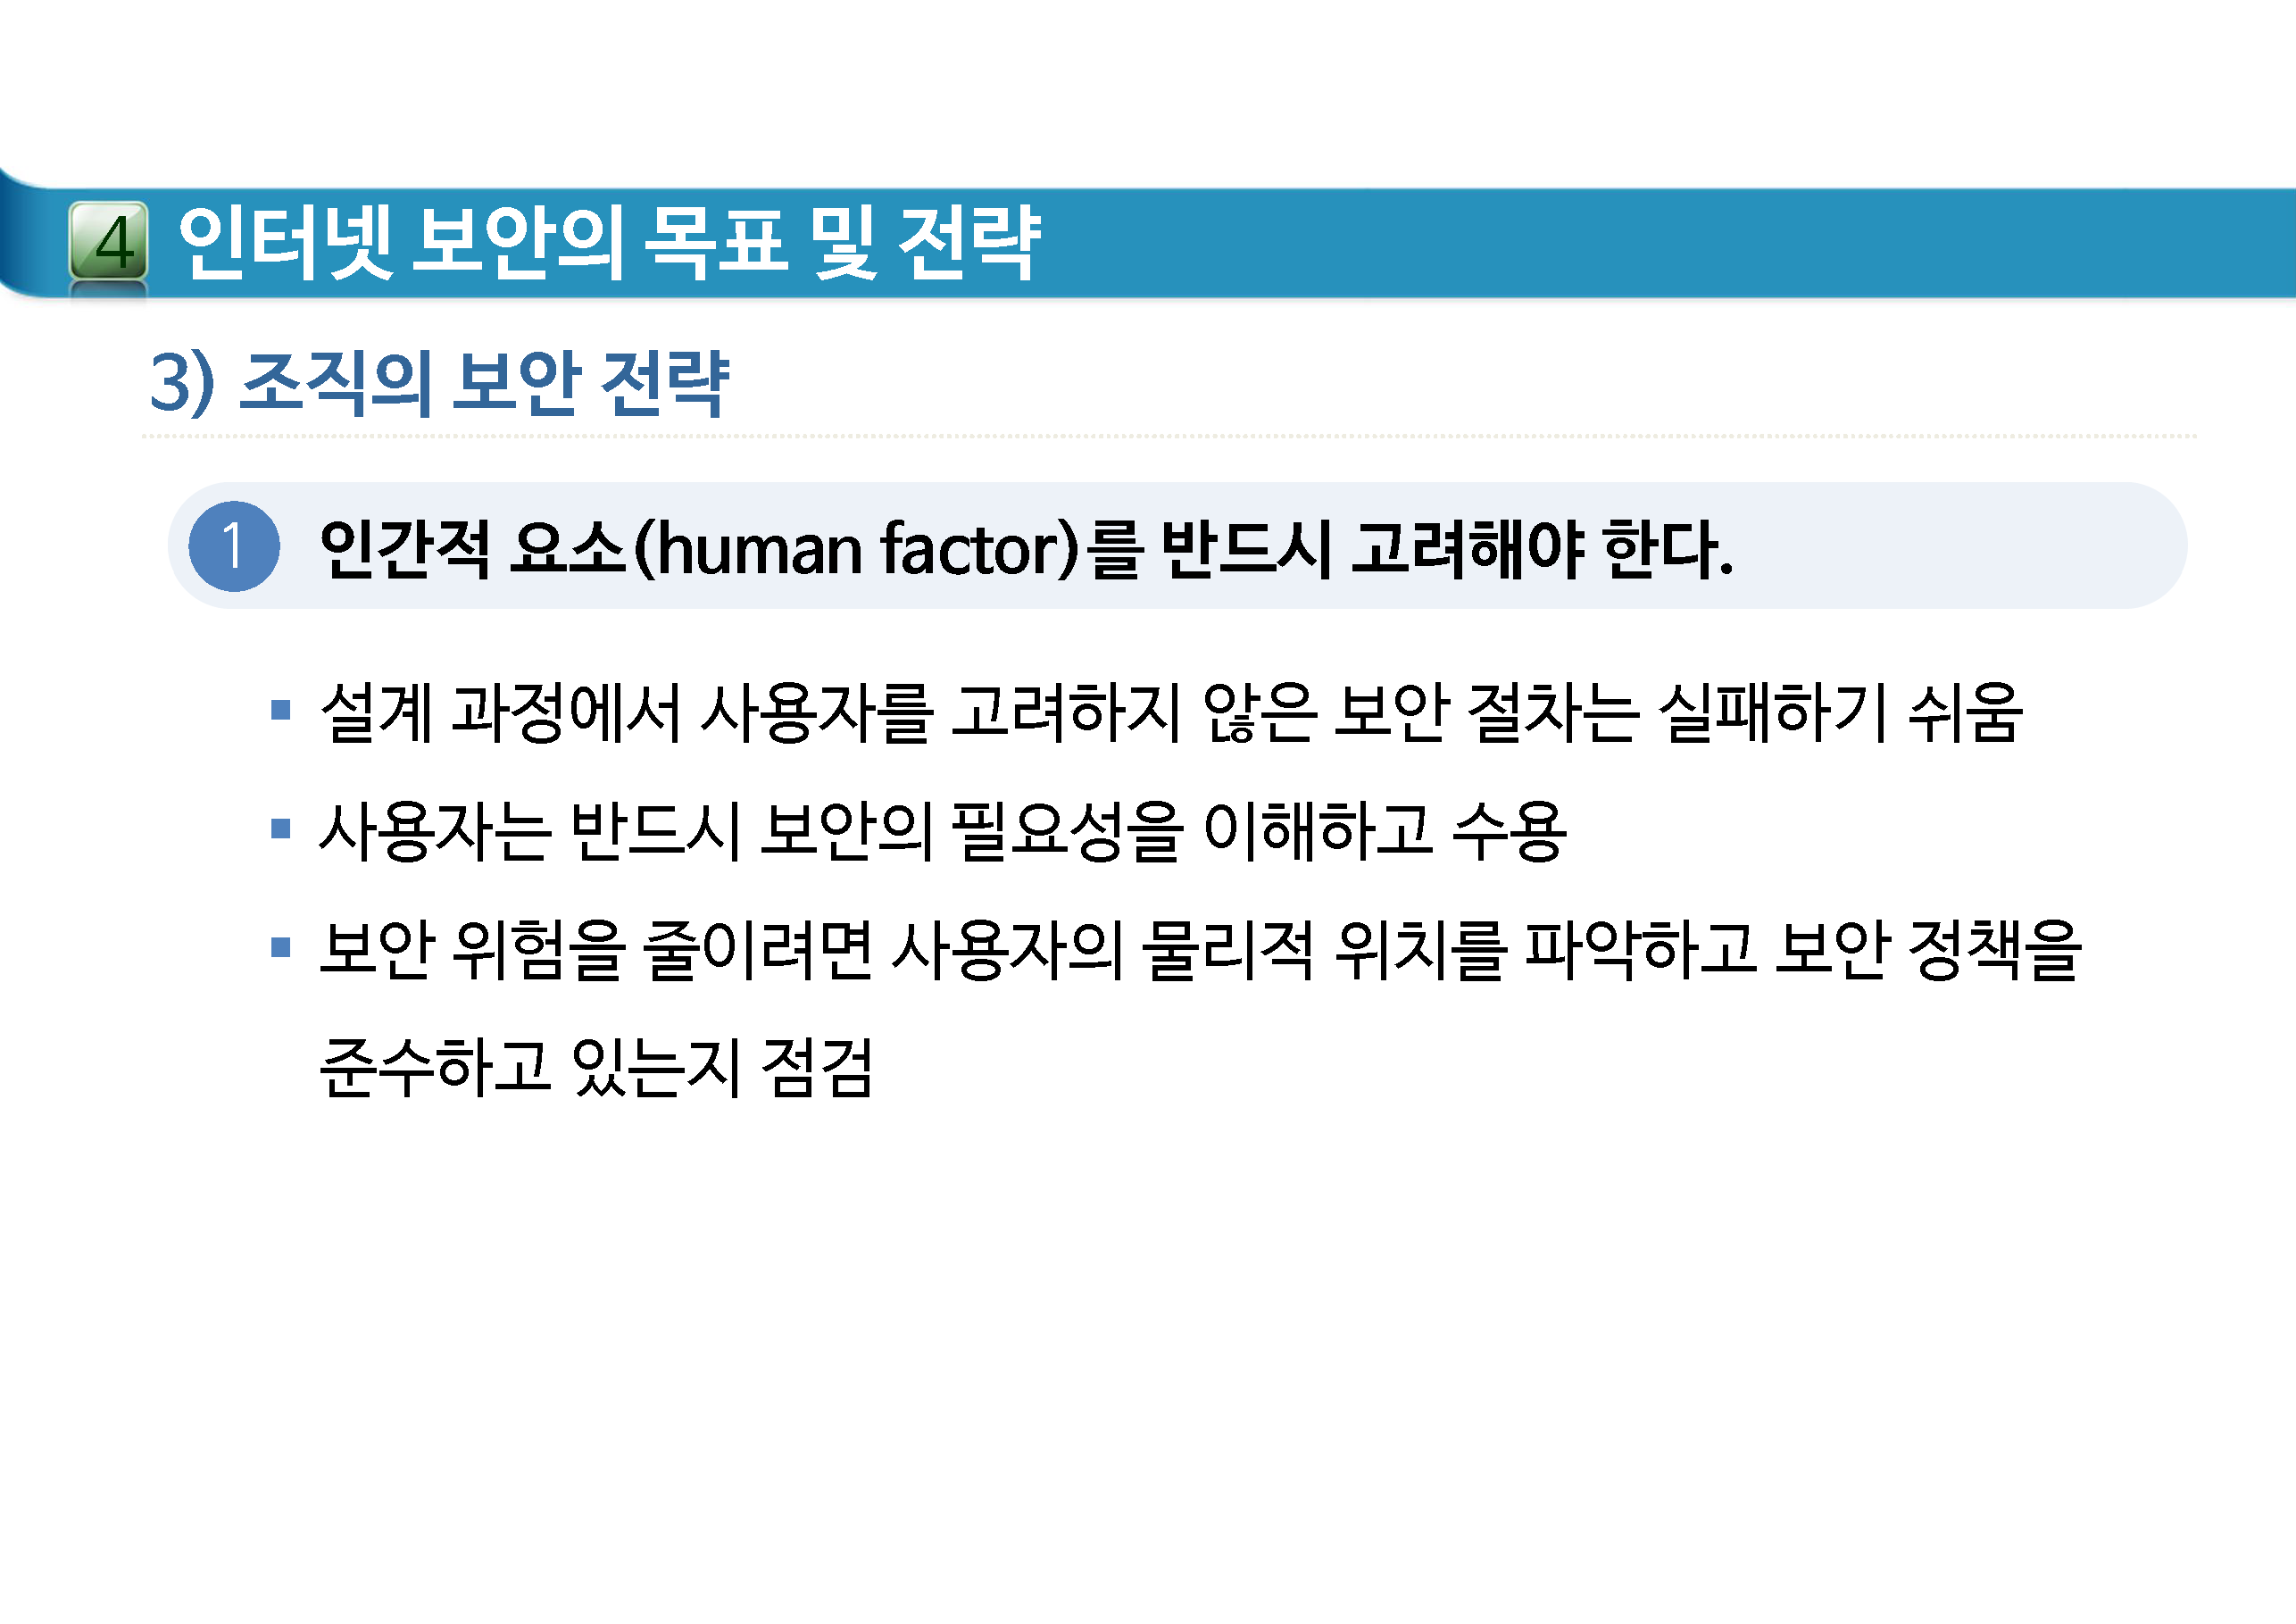 4 인터넷 보안의 목표 및 전략
3) 조직의 보안 전략
1 인간적 요소(human factor)를 반드시 고려해야 한다.
▪ 설계 과정에서 사용자를 고려하지 않은 보안 절차는 실패하기 쉬움
▪ 사용자는 반드시 보안의 필요성을 이해하고 수용
▪ 보안 위험을 줄이려면 사용자의 물리적 위치를 파악하고 보안 정책을
준수하고 있는지 점검